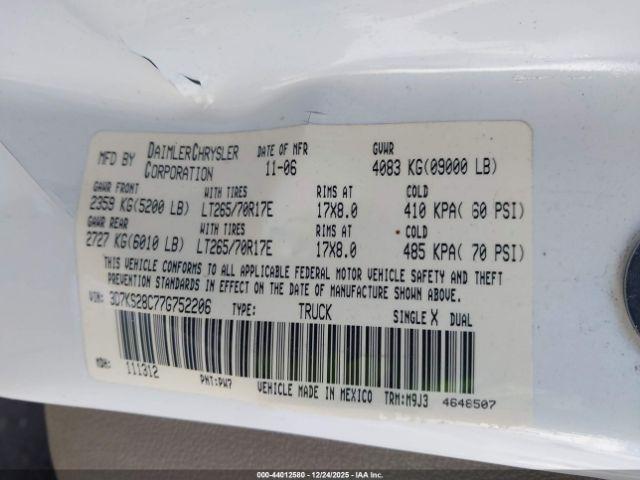 MFD BY DAIMLERCHRYSLER CORPORATION DATE OF MFR 11-06 GVWR 4083 KG(09000 LB)
GAWR FRONT WITH TIRES RIMS AT COLD
2359 KG(5200 LB) LT265/70R17E 17X8.0 410 KPA( 60 PSI)
GAWR REAR WITH TIRES RIMS AT COLD
2727 KG(6010 LB) LT265/70R17E 17X8.0 485 KPA( 70 PSI)
THIS VEHICLE CONFORMS TO ALL APPLICABLE FEDERAL MOTOR VEHICLE SAFETY AND THEFT
PREVENTION STANDARDS IN EFFECT ON THE DATE OF MANUFACTURE SHOWN ABOVE.
VIN: 3D7KS28C77G752206 TYPE: TRUCK SINGLE X DUAL
MDH: 111312
PNT:PW7 VEHICLE MADE IN MEXICO TRM:M9J3 4648507
000-44012580 - 12/24/2025 - IAA Inc.